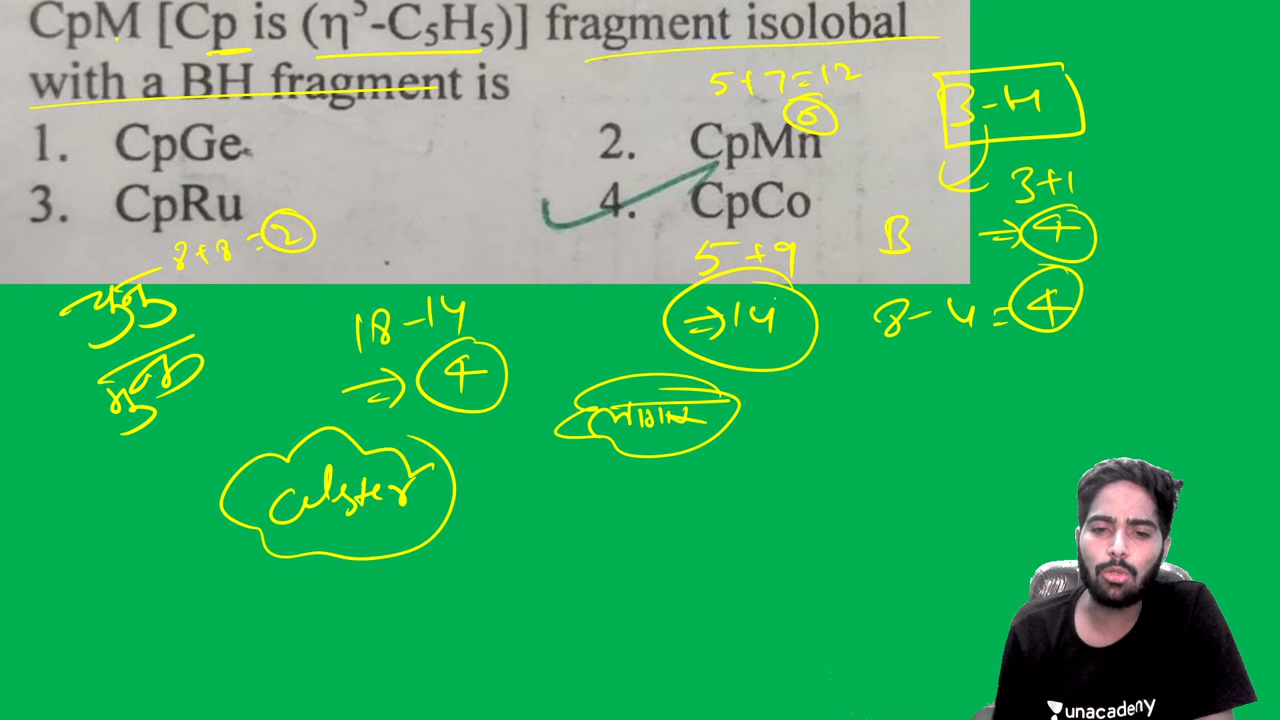 CpM [Cp is (η⁵-C₅H₅)] fragment isolobal
with a BH fragment is
5+7=12
6
B-H
1. CpGe
2. CpMn
3+1
3. CpRu
4. CpCo
8+8=2
5+9
B ⇒ 4
18-14
⇒14
8-4=4
⇒ 4
unacademy